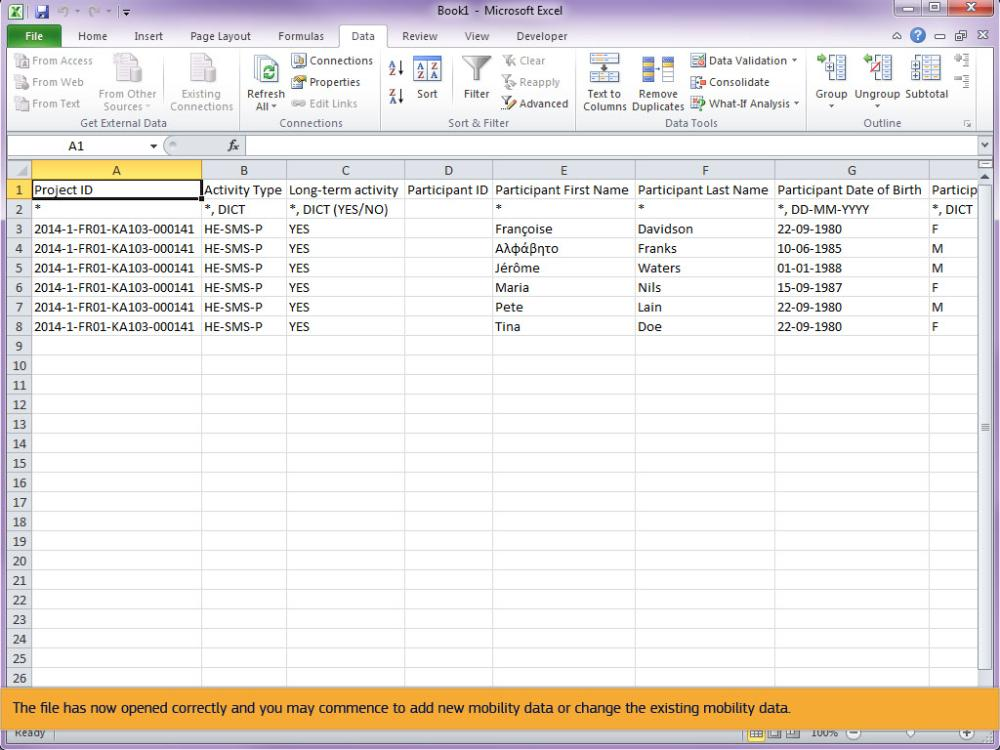 Book1 - Microsoft Excel
File Home Insert Page Layout Formulas Data Review View Developer
From Access
From Web
From Text
From Other Sources
Existing Connections
Get External Data
Refresh All
Connections
Properties
Edit Links
Connections
Sort
Filter
Clear
Reapply
Advanced
Sort & Filter
Text to Columns
Remove Duplicates
Data Validation
Consolidate
What-If Analysis
Data Tools
Group
Ungroup
Subtotal
Outline
A1 fx
A B C D E F G
1 Project ID Activity Type Long-term activity Participant ID Participant First Name Participant Last Name Participant Date of Birth Particip
2 * *, DICT *, DICT (YES/NO) * * *, DD-MM-YYYY *, DICT
3 2014-1-FR01-KA103-000141 HE-SMS-P YES Françoise Davidson 22-09-1980 F
4 2014-1-FR01-KA103-000141 HE-SMS-P YES Αλφάβητο Franks 10-06-1985 M
5 2014-1-FR01-KA103-000141 HE-SMS-P YES Jérôme Waters 01-01-1988 M
6 2014-1-FR01-KA103-000141 HE-SMS-P YES Maria Nils 15-09-1987 F
7 2014-1-FR01-KA103-000141 HE-SMS-P YES Pete Lain 22-09-1980 M
8 2014-1-FR01-KA103-000141 HE-SMS-P YES Tina Doe 22-09-1980 F
9
10
11
12
13
14
15
16
17
18
19
20
21
22
23
24
25
26
The file has now opened correctly and you may commence to add new mobility data or change the existing mobility data.
Ready 100%